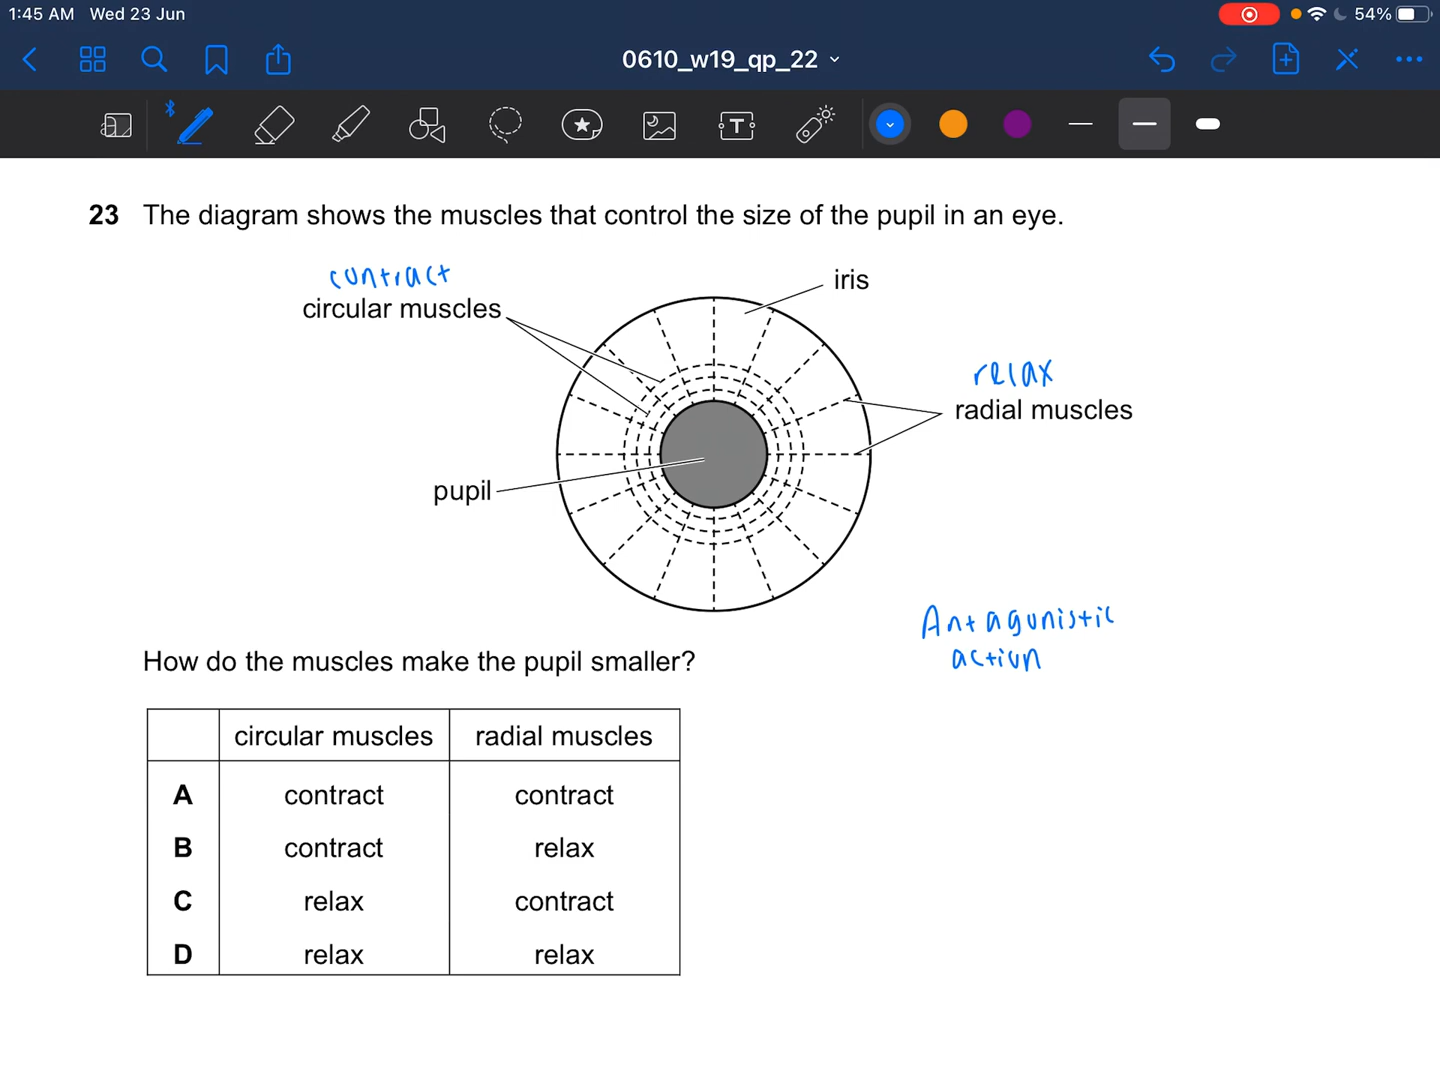 1:45 AM Wed 23 Jun
54%
0610_w19_qp_22
T
23 The diagram shows the muscles that control the size of the pupil in an eye.
contract
circular muscles
iris
relax
radial muscles
pupil
Antagonistic
action
How do the muscles make the pupil smaller?
circular muscles radial muscles
A contract contract
B contract relax
C relax contract
D relax relax